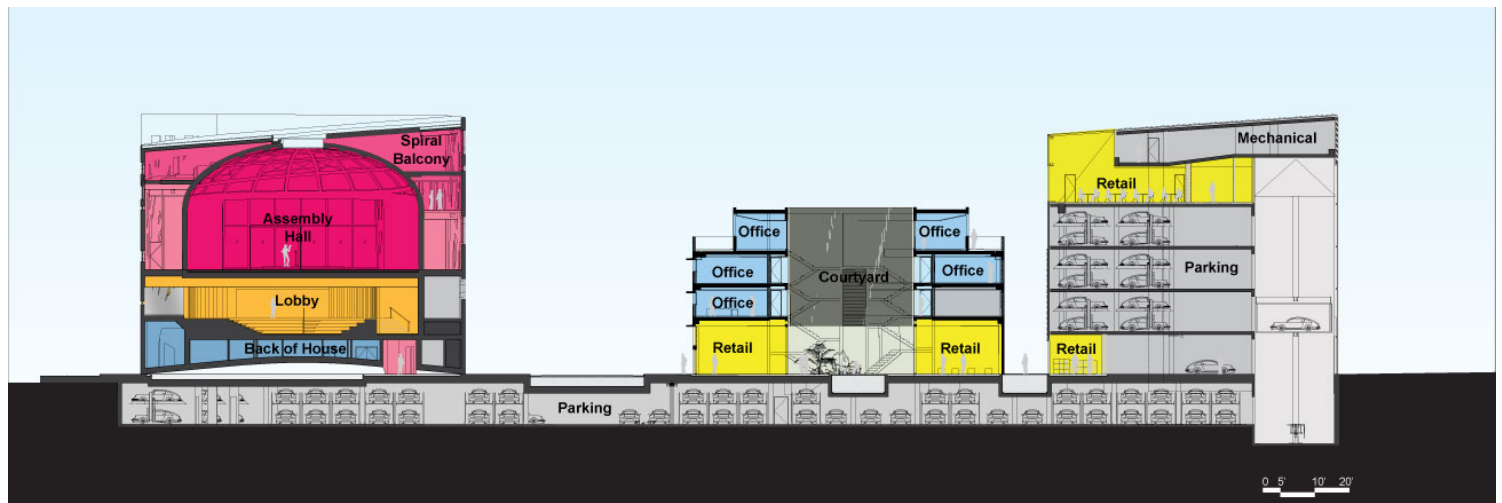 Spiral
Balcony
Assembly
Hall
Lobby
Back of House
Office
Office
Office
Retail
Courtyard
Office
Office
Retail
Mechanical
Retail
Parking
Retail
Parking
0 5' 10' 20'